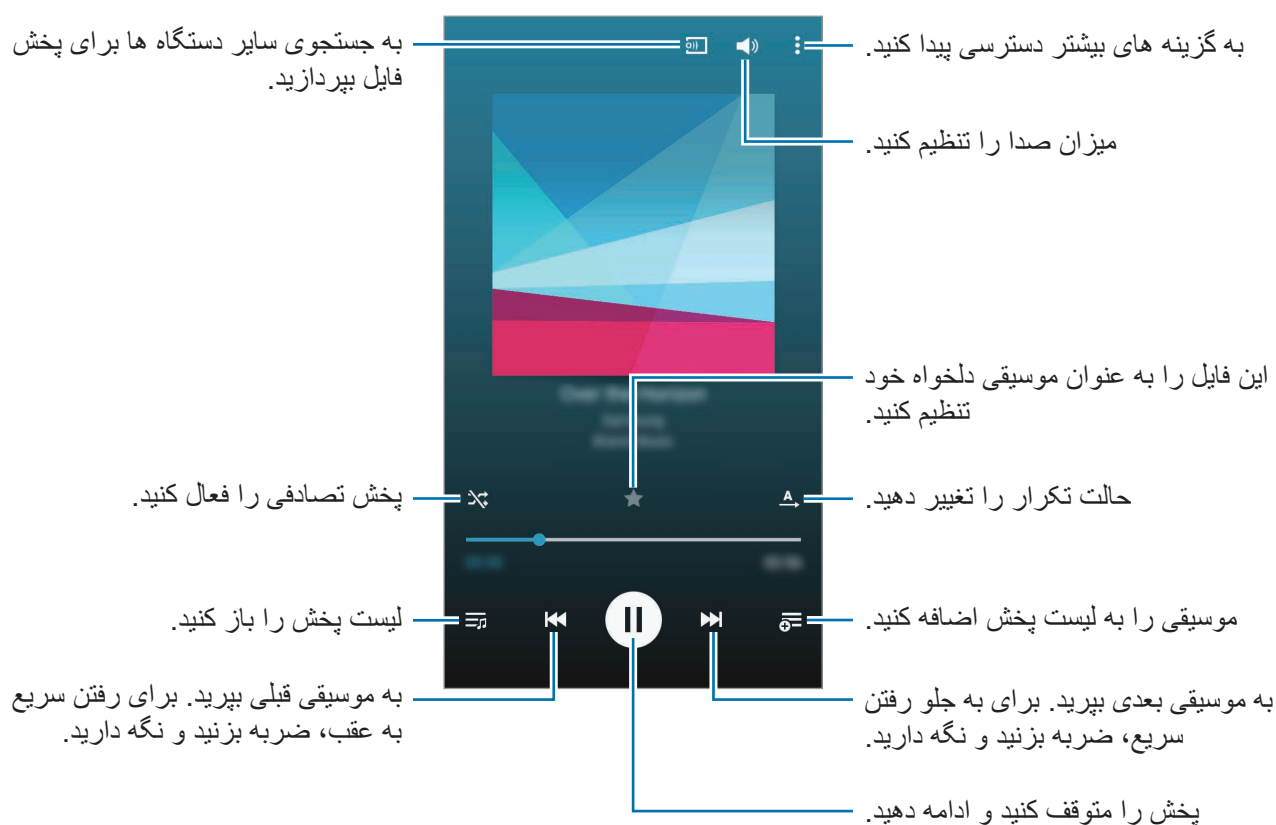 به جستجوی سایر دستگاه ها برای پخش
فایل بپردازید.
به گزینه های بیشتر دسترسی پیدا کنید.
میزان صدا را تنظیم کنید.
این فایل را به عنوان موسیقی دلخواه خود
تنظیم کنید.
پخش تصادفی را فعال کنید.
A
حالت تکرار را تغییر دهید.
لیست پخش را باز کنید.
موسیقی را به لیست پخش اضافه کنید.
به موسیقی قبلی بپرید. برای رفتن سریع
به عقب، ضربه بزنید و نگه دارید.
به موسیقی بعدی بپرید. برای به جلو رفتن
سریع، ضربه بزنید و نگه دارید.
پخش را متوقف کنید و ادامه دهید.